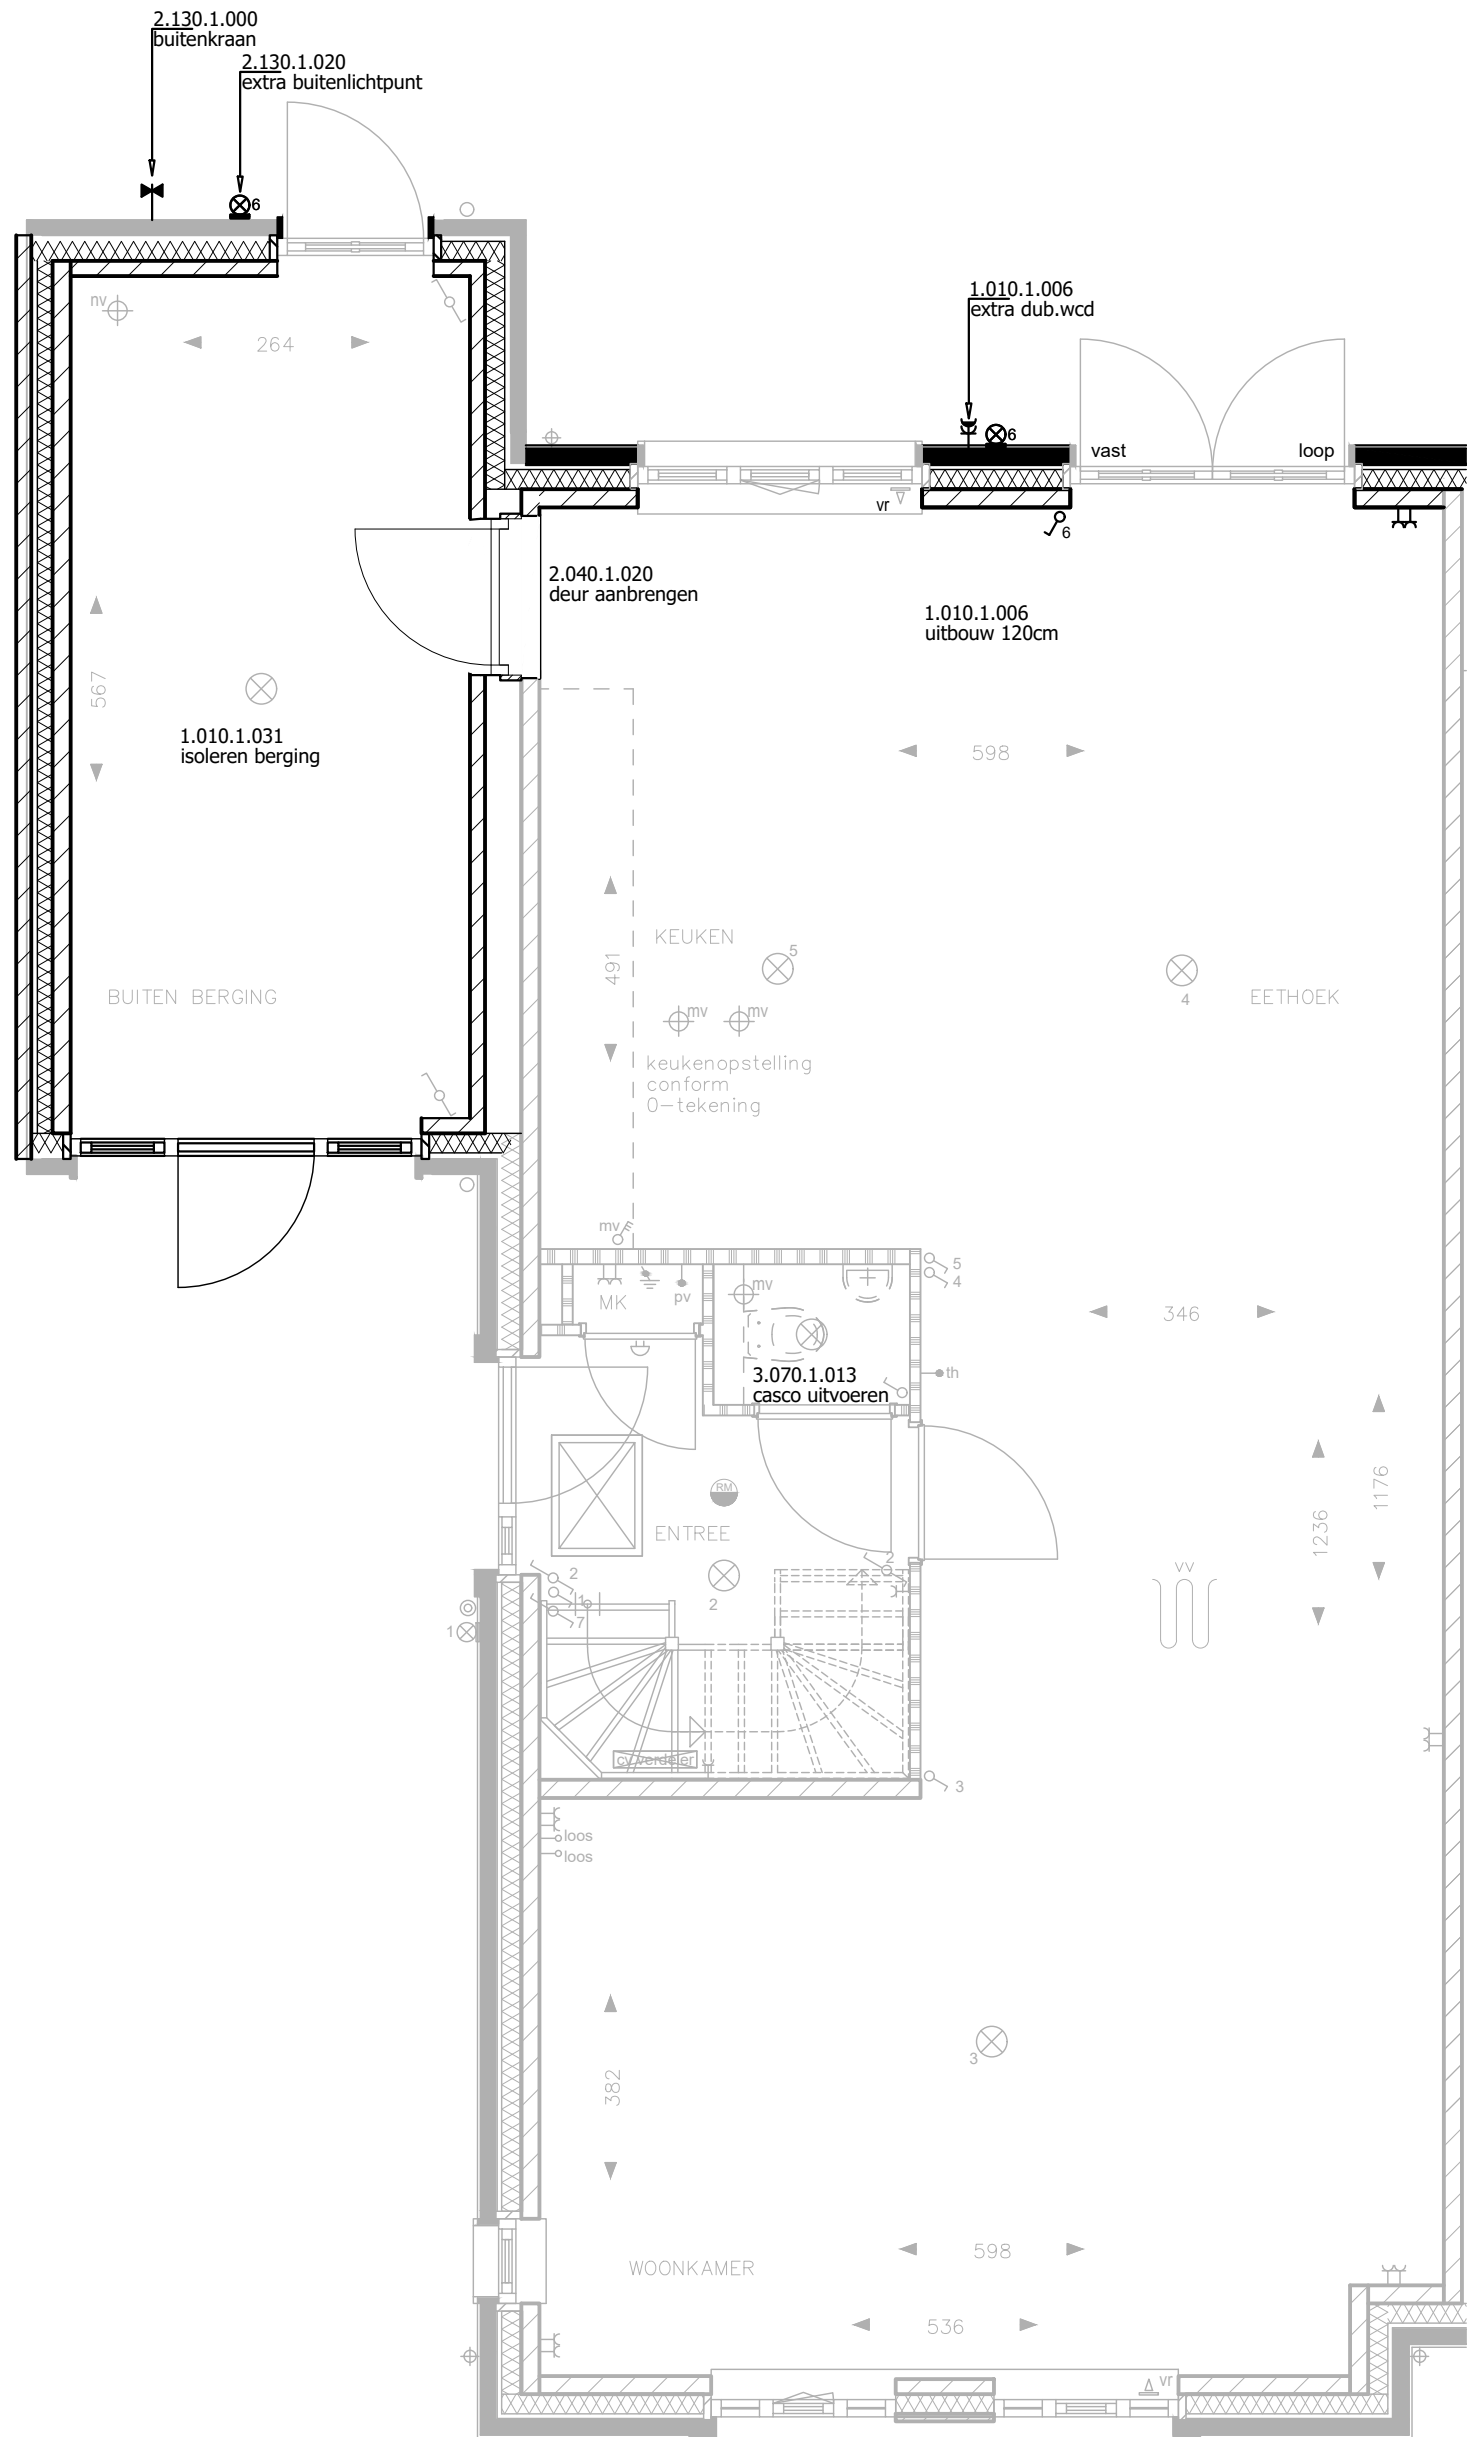 2.130.1.000
buitenkraan
2.130.1.020
extra buitenlichtpunt
6
1.010.1.006
extra dub.wcd
nv
264
6
vast
loop
vr
6
2.040.1.020
deur aanbrengen
1.010.1.006
uitbouw 120cm
567
1.010.1.031
isoleren berging
598
KEUKEN
5
491
4
BUITEN BERGING
EETHOEK
mv
mv
keukenopstelling
conform
0-tekening
mv
5
4
MK
pv
mv
346
3.070.1.013
casco uitvoeren
th
1176
1236
RM
ENTREE
2
2
2
1
7
1
vv
cv verdeler
3
loos
loos
3
382
WOONKAMER
598
536
vr